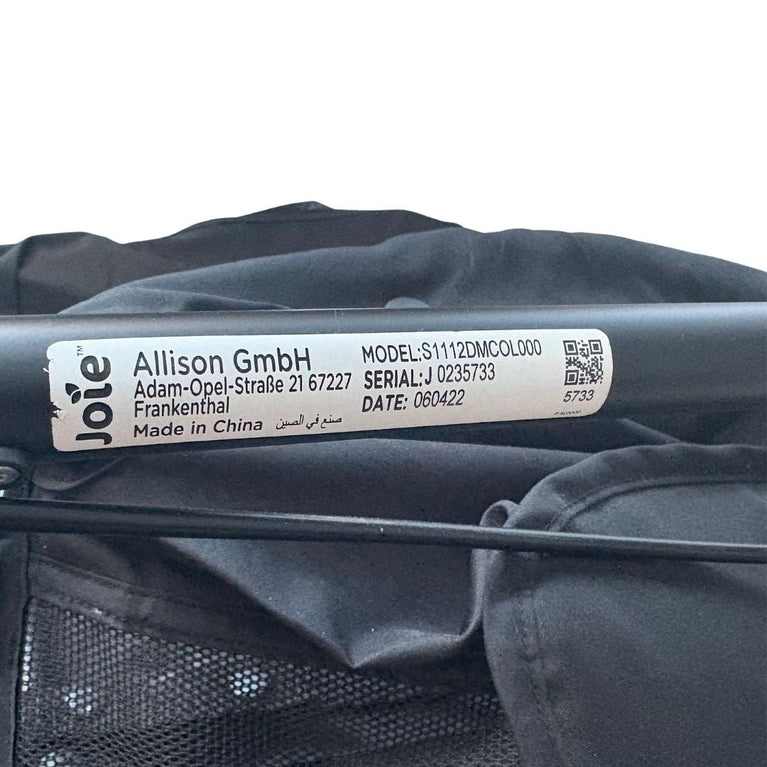 Joie™
Allison GmbH
Adam-Opel-Straße 21 67227
Frankenthal
Made in China صنع في الصين
MODEL:S1112DMCOL000
SERIAL:J 0235733
DATE: 060422
5733